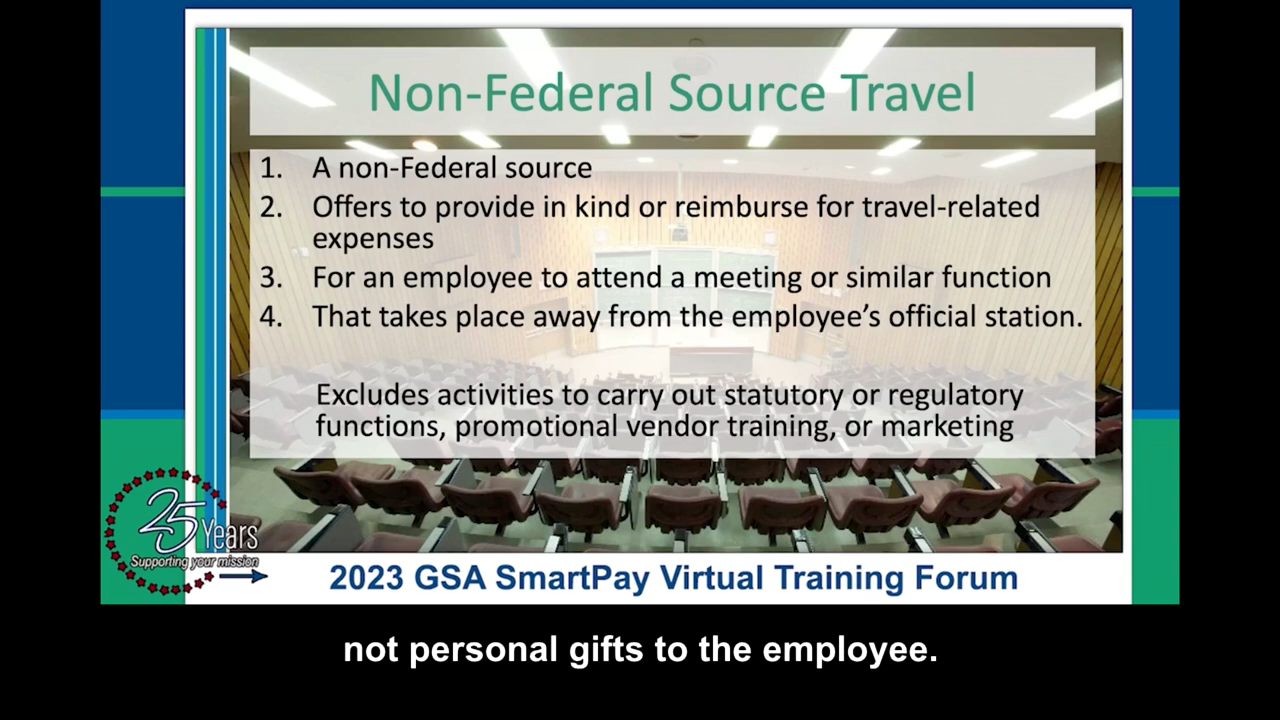 Non-Federal Source Travel
1. A non-Federal source
2. Offers to provide in kind or reimburse for travel-related
expenses
3. For an employee to attend a meeting or similar function
4. That takes place away from the employee’s official station.
Excludes activities to carry out statutory or regulatory
functions, promotional vendor training, or marketing
25 Years
Supporting your mission
2023 GSA SmartPay Virtual Training Forum
not personal gifts to the employee.